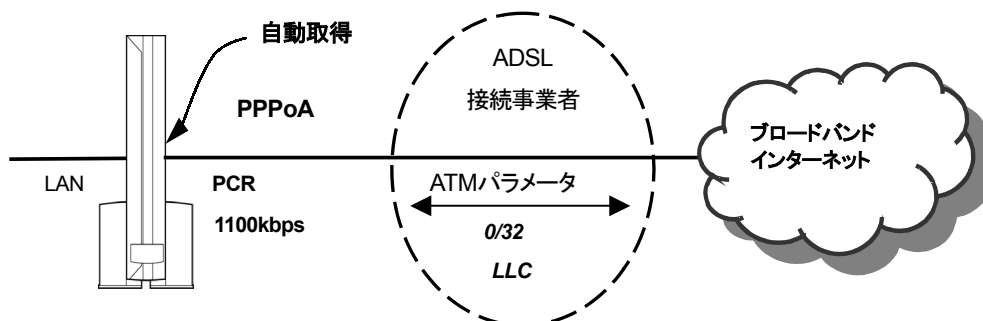 自動取得
ADSL
接続事業者
PPPoA
ブロードバンド
インターネット
LAN
PCR
1100kbps
ATMパラメータ
0/32
LLC